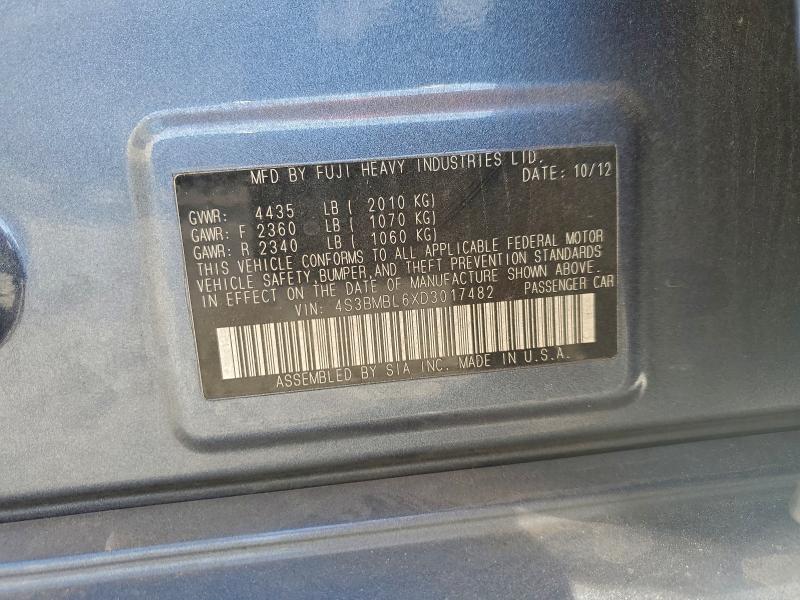 MFD BY FUJI HEAVY INDUSTRIES LTD.
DATE: 10/12
GVWR: 4435 LB ( 2010 KG)
GAWR: F 2360 LB ( 1070 KG)
GAWR: R 2340 LB ( 1060 KG)
THIS VEHICLE CONFORMS TO ALL APPLICABLE FEDERAL MOTOR
VEHICLE SAFETY,BUMPER,AND THEFT PREVENTION STANDARDS
IN EFFECT ON THE DATE OF MANUFACTURE SHOWN ABOVE.
VIN: 4S3BMBL6XD3017482 PASSENGER CAR
ASSEMBLED BY SIA INC. MADE IN U.S.A.